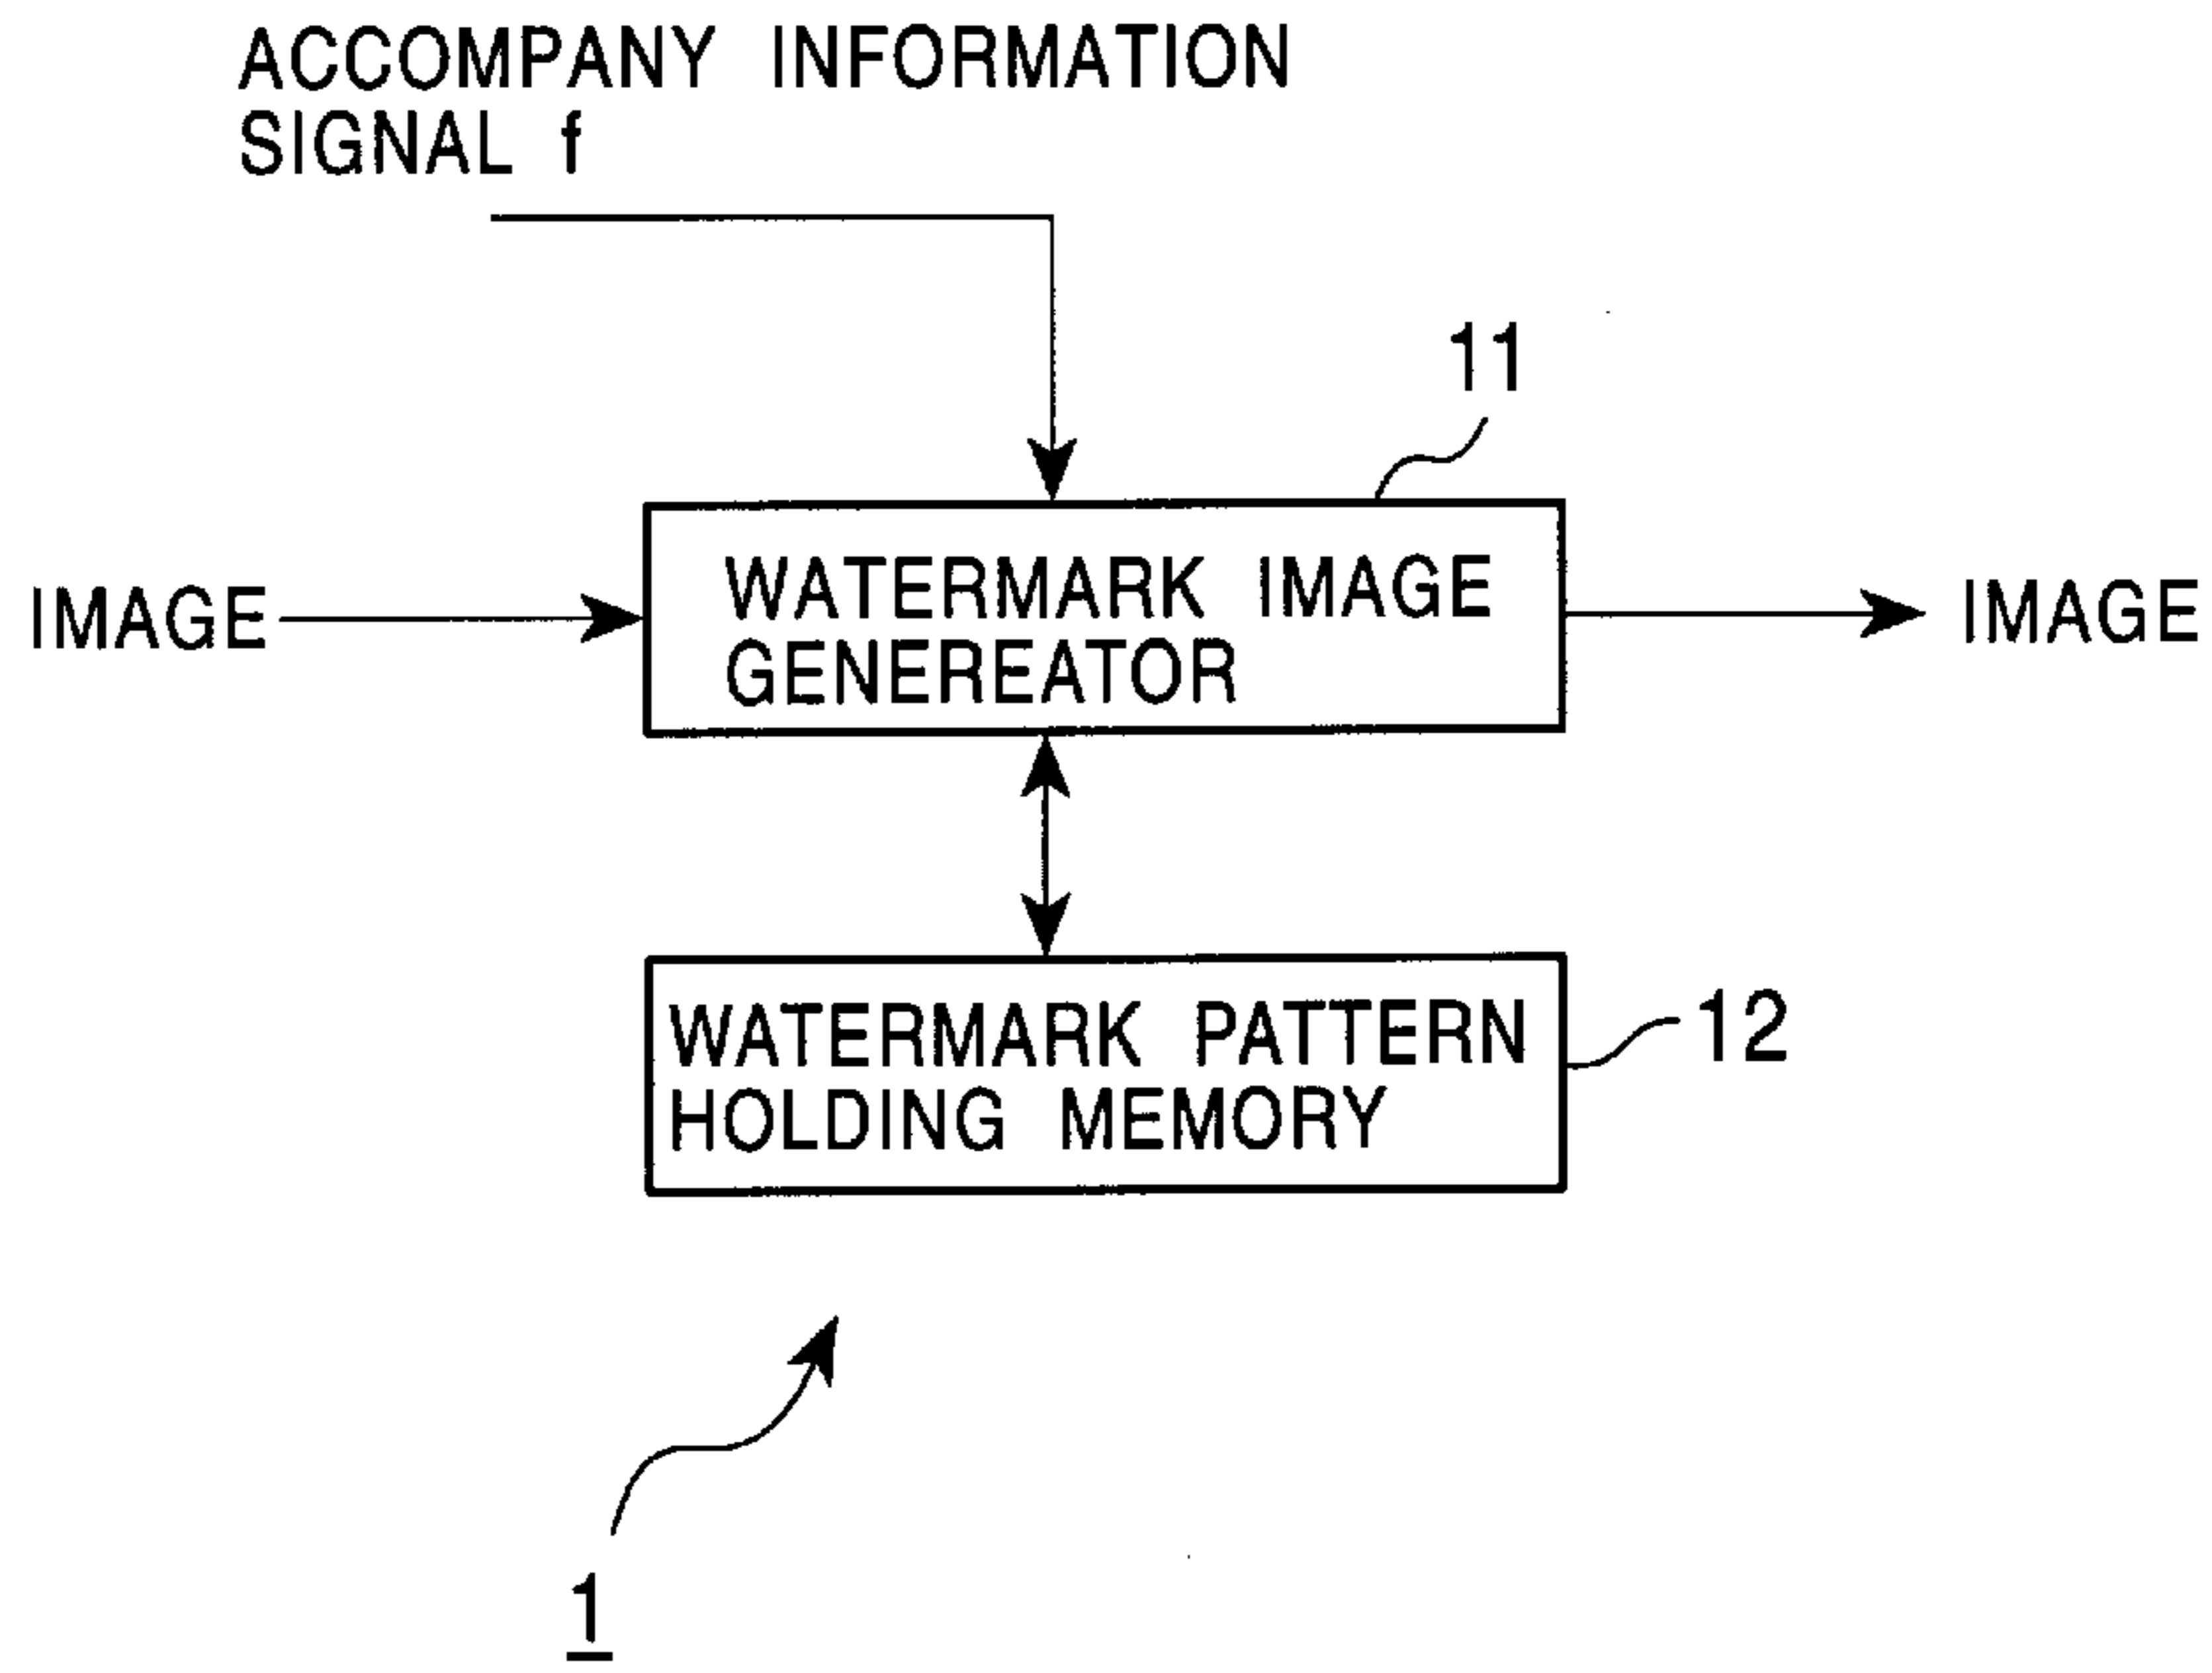 ACCOMPANY INFORMATION
SIGNAL f
11
IMAGE
WATERMARK IMAGE
GENEREATOR
IMAGE
WATERMARK PATTERN
HOLDING MEMORY
12
1